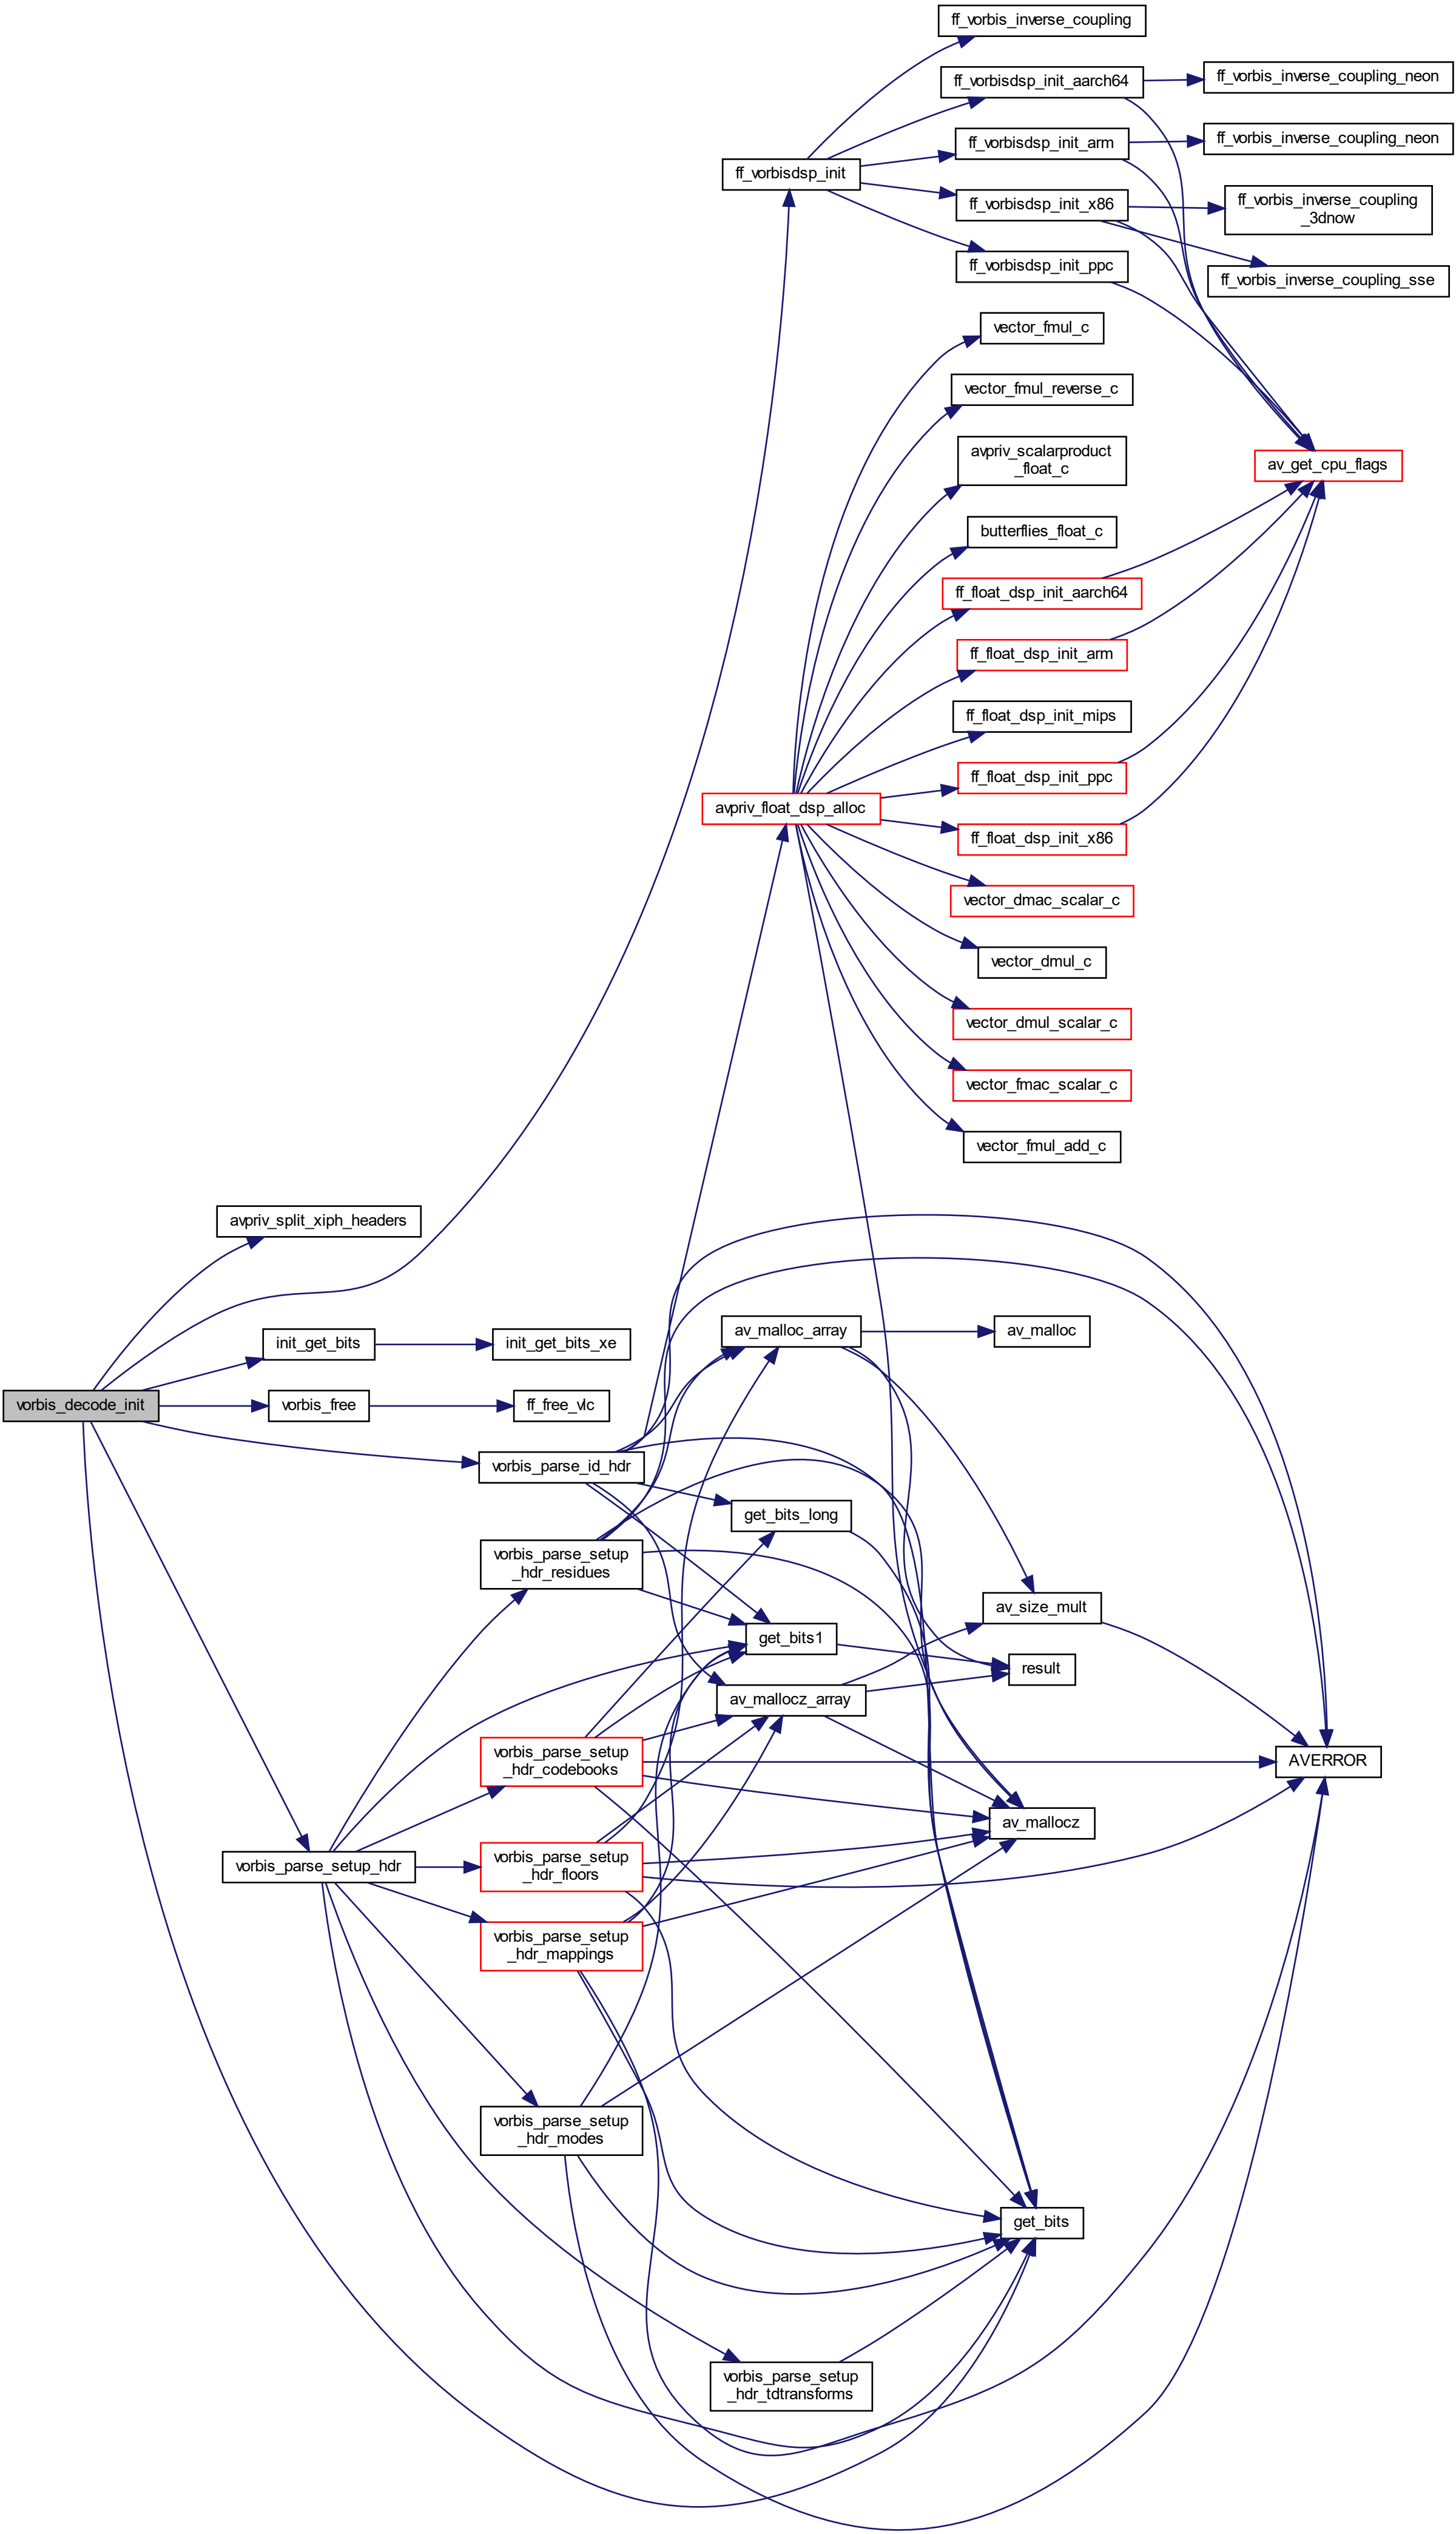 ff_vorbis_inverse_coupling
ff_vorbisdsp_init_aarch64
ff_vorbis_inverse_coupling_neon
ff_vorbisdsp_init_arm
ff_vorbis_inverse_coupling_neon
ff_vorbisdsp_init
ff_vorbisdsp_init_x86
ff_vorbis_inverse_coupling
_3dnow
ff_vorbisdsp_init_ppc
ff_vorbis_inverse_coupling_sse
vector_fmul_c
vector_fmul_reverse_c
avpriv_scalarproduct
_float_c
av_get_cpu_flags
butterflies_float_c
ff_float_dsp_init_aarch64
ff_float_dsp_init_arm
ff_float_dsp_init_mips
ff_float_dsp_init_ppc
avpriv_float_dsp_alloc
ff_float_dsp_init_x86
vector_dmac_scalar_c
vector_dmul_c
vector_dmul_scalar_c
vector_fmac_scalar_c
vector_fmul_add_c
avpriv_split_xiph_headers
init_get_bits
init_get_bits_xe
av_malloc_array
av_malloc
vorbis_decode_init
vorbis_free
ff_free_vlc
vorbis_parse_id_hdr
get_bits_long
vorbis_parse_setup
_hdr_residues
av_size_mult
get_bits1
result
av_mallocz_array
vorbis_parse_setup
_hdr_codebooks
AVERROR
av_mallocz
vorbis_parse_setup_hdr
vorbis_parse_setup
_hdr_floors
vorbis_parse_setup
_hdr_mappings
vorbis_parse_setup
_hdr_modes
get_bits
vorbis_parse_setup
_hdr_tdtransforms